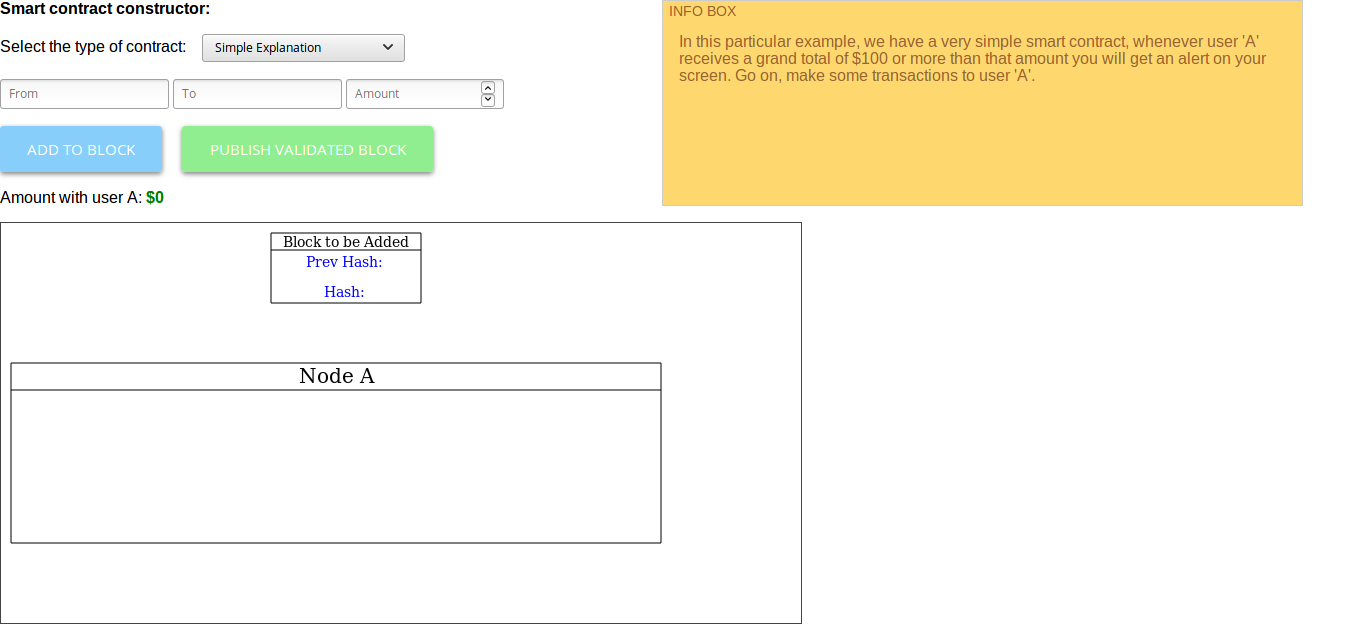 Smart contract constructor:
INFO BOX
In this particular example, we have a very simple smart contract, whenever user 'A'
receives a grand total of $100 or more than that amount you will get an alert on your
screen. Go on, make some transactions to user 'A'.
Select the type of contract: Simple Explanation
From To Amount
ADD TO BLOCK PUBLISH VALIDATED BLOCK
Amount with user A: $0
Block to be Added
Prev Hash:
Hash:
Node A